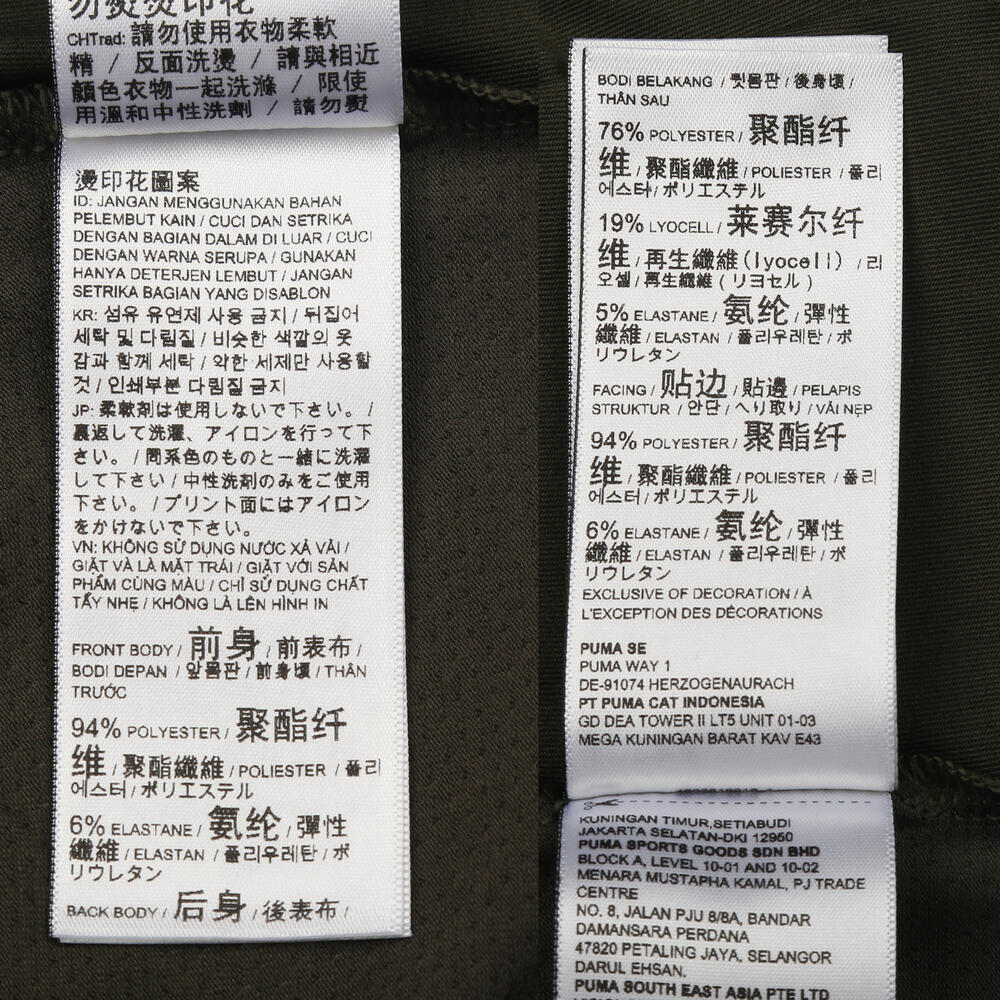 勿熨燙印花
CHTrad: 請勿使用衣物柔軟
精 / 反面洗燙 / 請與相近
顏色衣物一起洗滌 / 限使
用溫和中性洗劑 / 請勿熨
燙印花圖案
ID: JANGAN MENGGUNAKAN BAHAN
PELEMBUT KAIN / CUCI DAN SETRIKA
DENGAN BAGIAN DALAM DI LUAR / CUCI
DENGAN WARNA SERUPA / GUNAKAN
HANYA DETERJEN LEMBUT / JANGAN
SETRIKA BAGIAN YANG DISABLON
KR: 섬유 유연제 사용 금지 / 뒤집어
세탁 및 다림질 / 비슷한 색깔의 옷
감과 함께 세탁 / 약한 세제만 사용할
것 / 인쇄부분 다림질 금지
JP: 柔軟剤は使用しないで下さい。 /
裏返して洗濯、アイロンを行って下
さい。 / 同系色のものと一緒に洗濯
して下さい / 中性洗剤のみをご使用
下さい。 / プリント面にはアイロン
をかけないで下さい。
VN: KHÔNG SỬ DỤNG NƯỚC XẢ VẢI /
GIẶT VÀ LÀ MẶT TRÁI / GIẶT VỚI SẢN
PHẨM CÙNG MÀU / CHỈ SỬ DỤNG CHẤT
TẨY NHẸ / KHÔNG LÀ LÊN HÌNH IN
FRONT BODY / 前身 / 前表布 /
BODI DEPAN / 앞몸판 / 前身頃 / THÂN
TRƯỚC
94% POLYESTER / 聚酯纤
维 / 聚酯纖維 / POLIESTER / 폴리
에스터 / ポリエステル
6% ELASTANE / 氨纶 / 彈性
纖維 / ELASTAN / 폴리우레탄 / ポ
リウレタン
BACK BODY / 后身 / 後表布 /
BODI BELAKANG / 뒷몸판 / 後身頃 /
THÂN SAU
76% POLYESTER / 聚酯纤
维 / 聚酯纖維 / POLIESTER / 폴리
에스터 / ポリエステル
19% LYOCELL / 莱赛尔纤
维 / 再生纖維(lyocell) / 리
오셀 / 再生纖維 ( リヨセル )
5% ELASTANE / 氨纶 / 彈性
纖維 / ELASTAN / 폴리우레탄 / ポ
リウレタン
FACING / 贴边 / 貼邊 / PELAPIS
STRUKTUR / 안단 / へり取り / VẢI NẸP
94% POLYESTER / 聚酯纤
维 / 聚酯纖維 / POLIESTER / 폴리
에스터 / ポリエステル
6% ELASTANE / 氨纶 / 彈性
纖維 / ELASTAN / 폴리우레탄 / ポ
リウレタン
EXCLUSIVE OF DECORATION / À
L'EXCEPTION DES DÉCORATIONS
PUMA SE
PUMA WAY 1
DE-91074 HERZOGENAURACH
PT PUMA CAT INDONESIA
GD DEA TOWER II LT5 UNIT 01-03
MEGA KUNINGAN BARAT KAV E43
KUNINGAN TIMUR,SETIABUDI
JAKARTA SELATAN-DKI 12950
PUMA SPORTS GOODS SDN BHD
BLOCK A, LEVEL 10-01 AND 10-02
MENARA MUSTAPHA KAMAL, PJ TRADE
CENTRE
NO. 8, JALAN PJU 8/8A, BANDAR
DAMANSARA PERDANA
47820 PETALING JAYA, SELANGOR
DARUL EHSAN.
PUMA SOUTH EAST ASIA PTE LTD